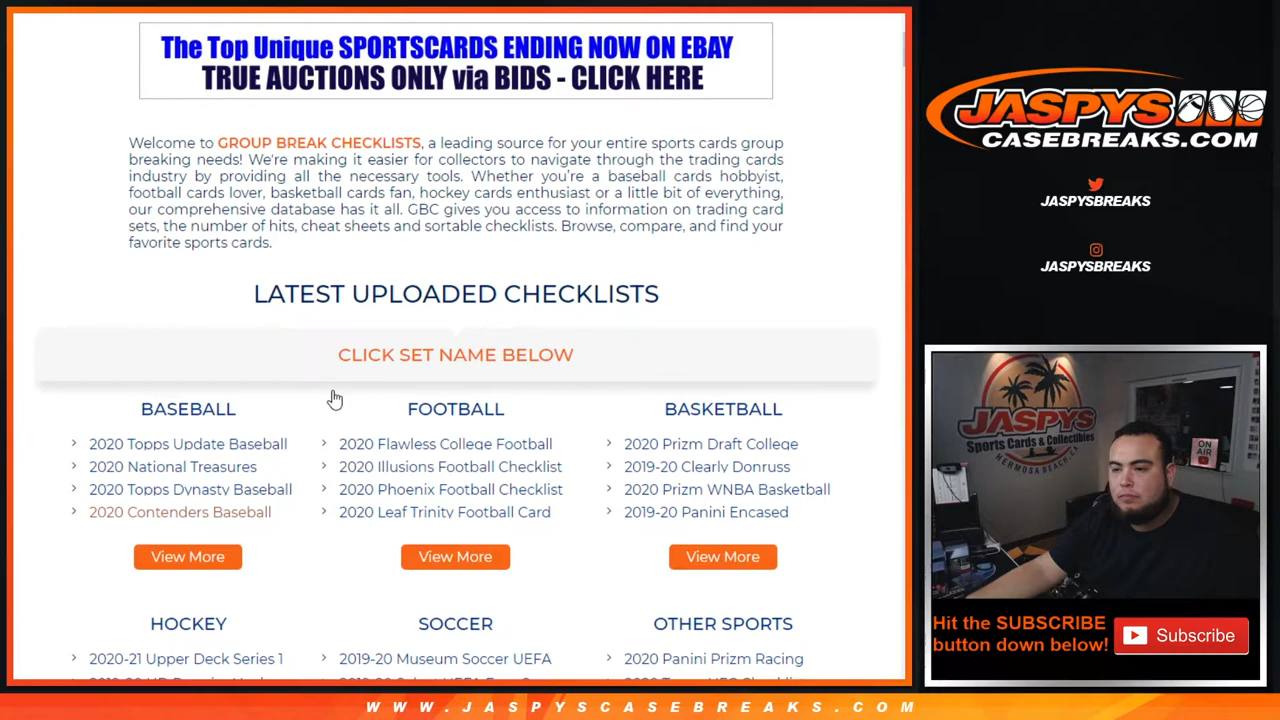 The Top Unique SPORTSCARDS ENDING NOW ON EBAY
TRUE AUCTIONS ONLY via BIDS - CLICK HERE
Welcome to GROUP BREAK CHECKLISTS, a leading source for your entire sports cards group
breaking needs! We're making it easier for collectors to navigate through the trading cards
industry by providing all the necessary tools. Whether you're a baseball cards hobbyist,
football cards lover, basketball cards fan, hockey cards enthusiast or a little bit of everything,
our comprehensive database has it all. GBC gives you access to information on trading card
sets, the number of hits, cheat sheets and sortable checklists. Browse, compare, and find your
favorite sports cards.
LATEST UPLOADED CHECKLISTS
CLICK SET NAME BELOW
BASEBALL
2020 Topps Update Baseball
2020 National Treasures
2020 Topps Dynasty Baseball
2020 Contenders Baseball
View More
FOOTBALL
2020 Flawless College Football
2020 Illusions Football Checklist
2020 Phoenix Football Checklist
2020 Leaf Trinity Football Card
View More
BASKETBALL
2020 Prizm Draft College
2019-20 Clearly Donruss
2020 Prizm WNBA Basketball
2019-20 Panini Encased
View More
HOCKEY
2020-21 Upper Deck Series 1
SOCCER
2019-20 Museum Soccer UEFA
OTHER SPORTS
2020 Panini Prizm Racing
JASPYS
CASEBREAKS.COM
JASPYSBREAKS
JASPYSBREAKS
JASPYS
Sports Cards & Collectibles
HERMOSA BEACH, CA
ON
AIR
Hit the SUBSCRIBE
button down below!
Subscribe
WWW.JASPYSCASEBREAKS.COM